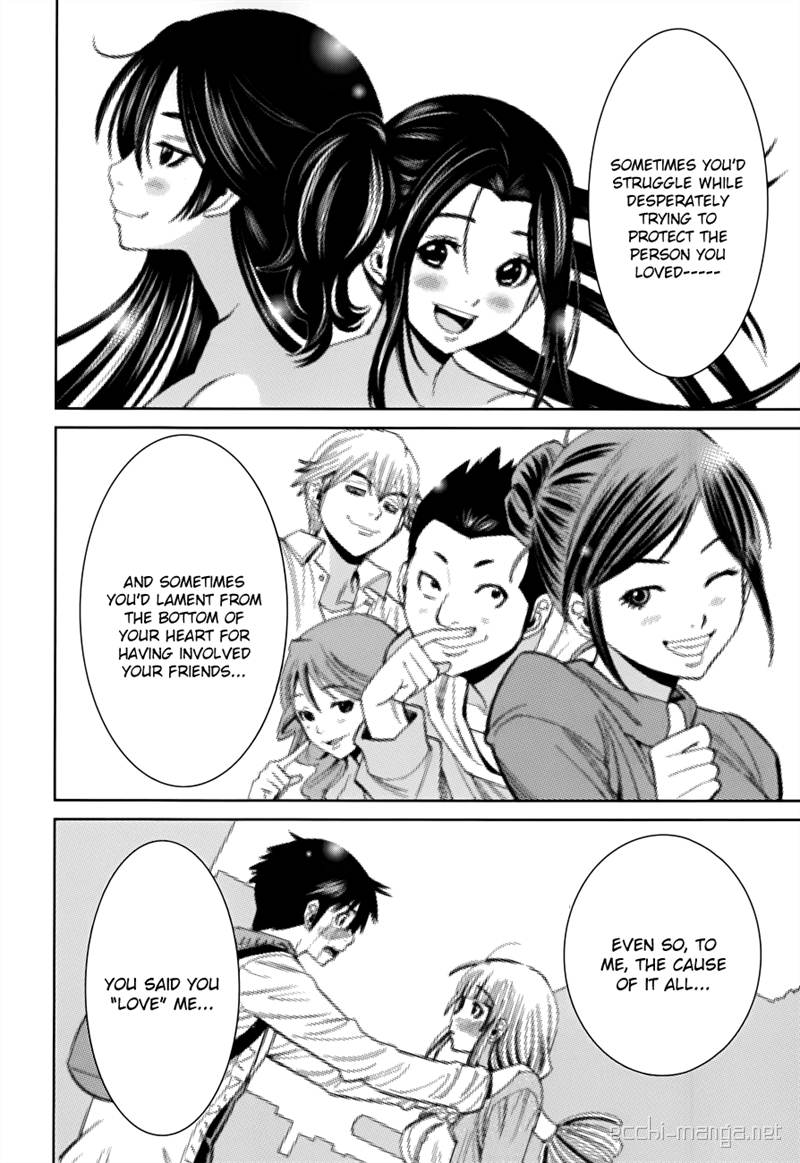 SOMETIMES YOU'D
STRUGGLE WHILE
DESPERATELY
TRYING TO
PROTECT THE
PERSON YOU
LOVED-----
AND SOMETIMES
YOU'D LAMENT FROM
THE BOTTOM OF
YOUR HEART FOR
HAVING INVOLVED
YOUR FRIENDS...
EVEN SO, TO
ME, THE CAUSE
OF IT ALL...
YOU SAID YOU
"LOVE" ME...
ecchi-manga.net